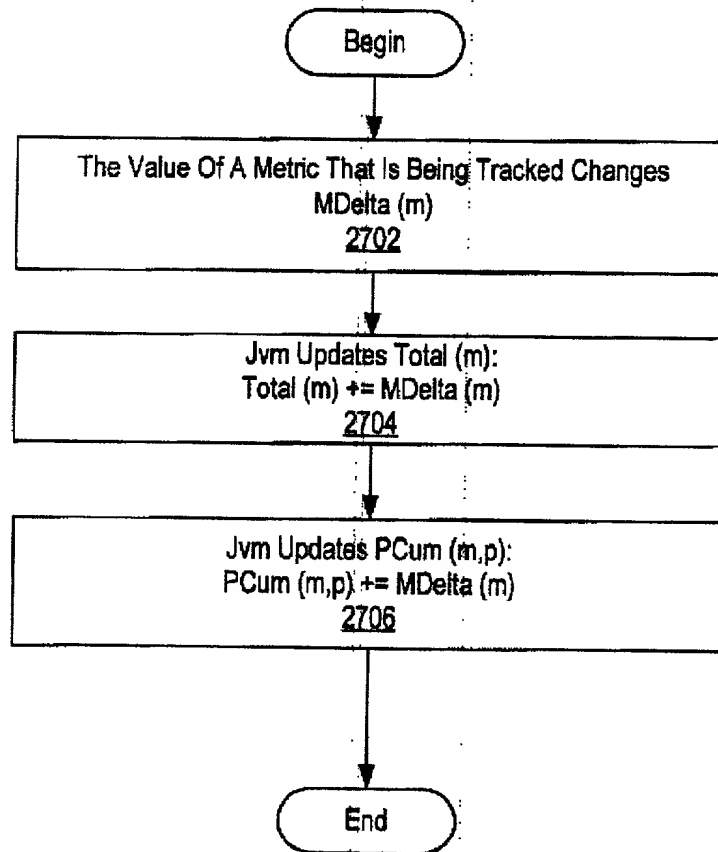 Begin
The Value Of A Metric That Is Being Tracked Changes
MDelta (m)
2702
Jvm Updates Total (m):
Total (m) += MDelta (m)
2704
Jvm Updates PCum (m,p):
PCum (m,p) += MDelta (m)
2706
End